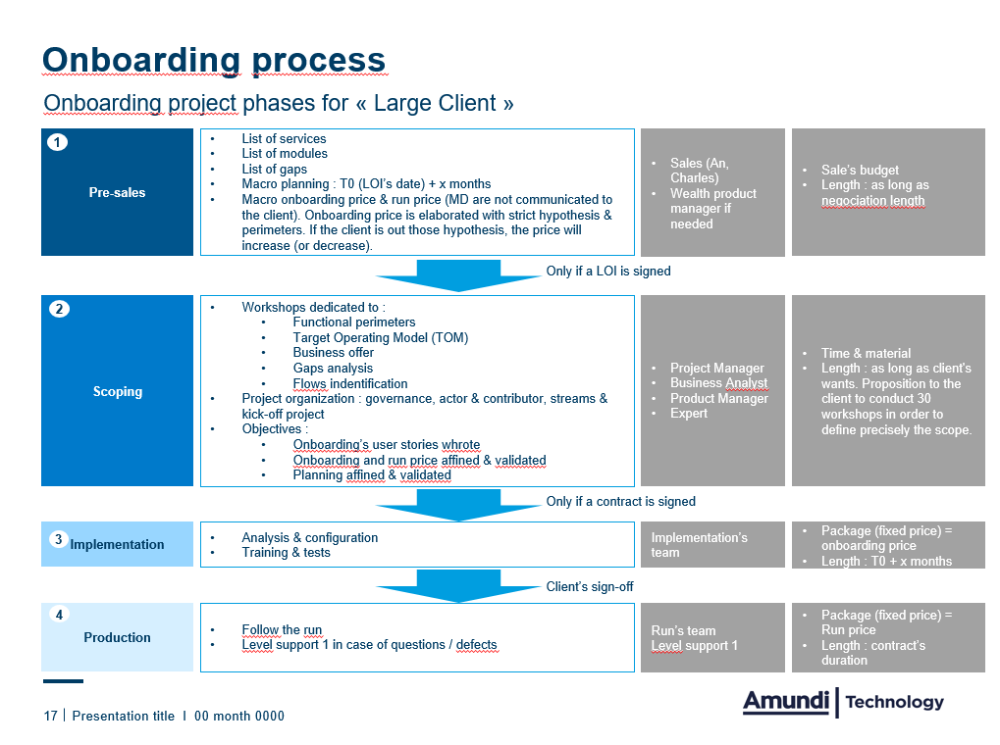 Onboarding process
Onboarding project phases for « Large Client »
1
Pre-sales
• List of services
• List of modules
• List of gaps
• Macro planning : T0 (LOI's date) + x months
• Macro onboarding price & run price (MD are not communicated to
the client). Onboarding price is elaborated with strict hypothesis &
perimeters. If the client is out those hypothesis, the price will
increase (or decrease).
• Sales (An,
Charles)
• Wealth product
manager if
needed
• Sale's budget
• Length : as long as
negociation length
Only if a LOI is signed
2
Scoping
• Workshops dedicated to :
• Functional perimeters
• Target Operating Model (TOM)
• Business offer
• Gaps analysis
• Flows indentification
• Project organization : governance, actor & contributor, streams &
kick-off project
• Objectives :
• Onboarding's user stories whrote
• Onboarding and run price affined & validated
• Planning affined & validated
• Project Manager
• Business Analyst
• Product Manager
• Expert
• Time & material
• Length : as long as client's
wants. Proposition to the
client to conduct 30
workshops in order to
define precisely the scope.
Only if a contract is signed
3
Implementation
• Analysis & configuration
• Training & tests
Implementation's
team
• Package (fixed price) =
onboarding price
• Length : T0 + x months
Client's sign-off
4
Production
• Follow the run
• Level support 1 in case of questions / defects
Run's team
Level support 1
• Package (fixed price) =
Run price
• Length : contract's
duration
17 | Presentation title I 00 month 0000
Amundi | Technology